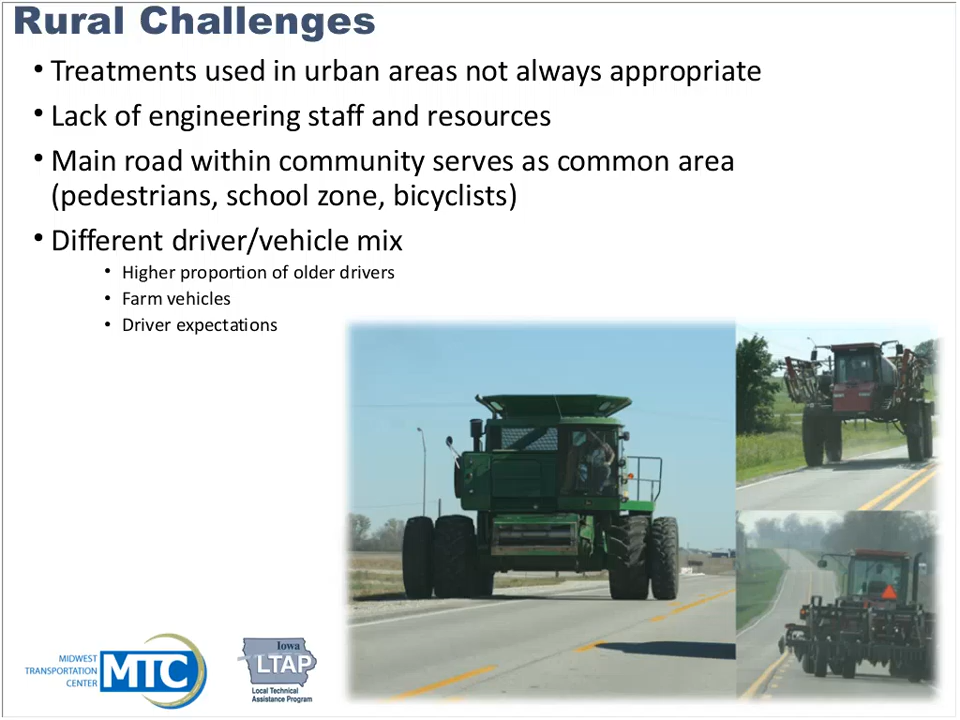 Rural Challenges
• Treatments used in urban areas not always appropriate
• Lack of engineering staff and resources
• Main road within community serves as common area
(pedestrians, school zone, bicyclists)
• Different driver/vehicle mix
• Higher proportion of older drivers
• Farm vehicles
• Driver expectations
MIDWEST
TRANSPORTATION
CENTER
MTC
Iowa
LTAP
Local Technical
Assistance Program